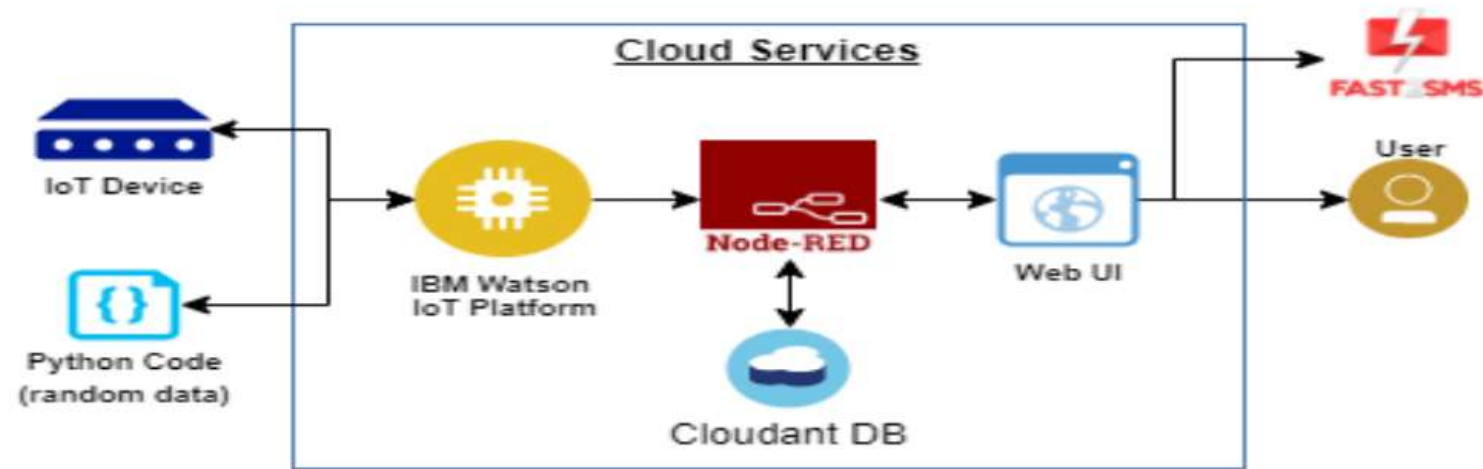 Cloud Services
FAST2SMS
IoT Device
User
Node-RED
IBM Watson
IoT Platform
Web UI
{ }
Python Code
(random data)
Cloudant DB